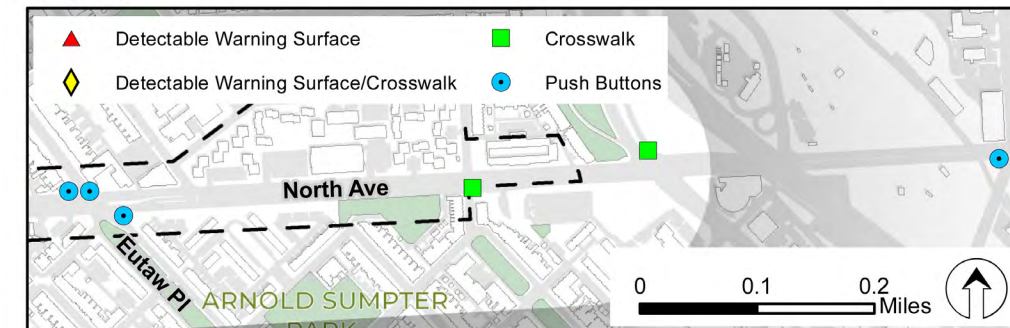 Detectable Warning Surface
Crosswalk
Detectable Warning Surface/Crosswalk
Push Buttons
North Ave
Eutaw Pl
ARNOLD SUMPTER
PARK
0 0.1 0.2
Miles